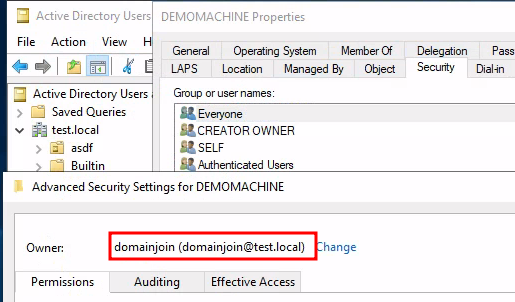 Active Directory Users
DEMOMACHINE Properties
File Action View
General Operating System Member Of Delegation Pass
LAPS Location Managed By Object Security Dial-in
Active Directory Users a
Saved Queries
test.local
asdf
Builtin
Group or user names:
Everyone
CREATOR OWNER
SELF
Authenticated Users
Advanced Security Settings for DEMOMACHINE
Owner: domainjoin (domainjoin@test.local) Change
Permissions Auditing Effective Access